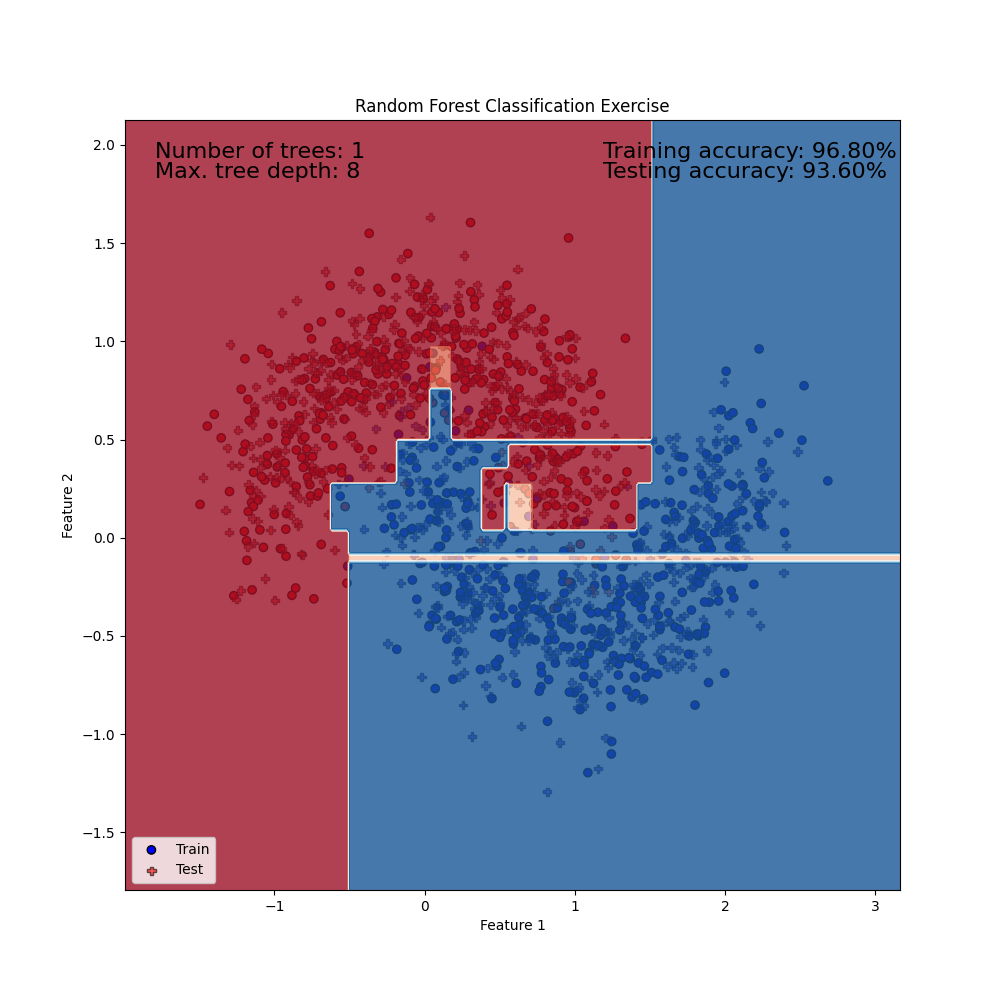 Random Forest Classification Exercise
Number of trees: 1
Max. tree depth: 8
Training accuracy: 96.80%
Testing accuracy: 93.60%
2.0
1.5
1.0
0.5
0.0
−0.5
−1.0
−1.5
Feature 2
Train
Test
−1
0
1
2
3
Feature 1